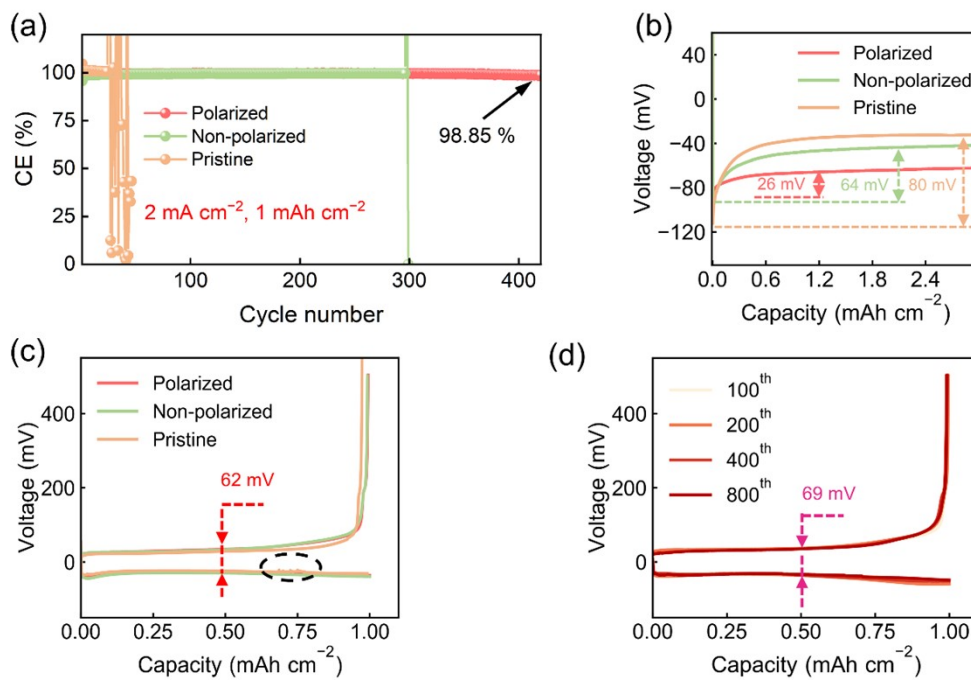 (a)
100
75
50
25
0
CE (%)
Polarized
Non-polarized
Pristine
98.85 %
2 mA cm⁻², 1 mAh cm⁻²
100
200
300
400
Cycle number
(b)
40
0
−40
−80
−120
Voltage (mV)
Polarized
Non-polarized
Pristine
26 mV
64 mV
80 mV
0.0
0.6
1.2
1.8
2.4
Capacity (mAh cm⁻²)
(c)
400
200
0
Voltage (mV)
Polarized
Non-polarized
Pristine
62 mV
0.00
0.25
0.50
0.75
1.00
Capacity (mAh cm⁻²)
(d)
400
200
0
Voltage (mV)
100th
200th
400th
800th
69 mV
0.00
0.25
0.50
0.75
1.00
Capacity (mAh cm⁻²)